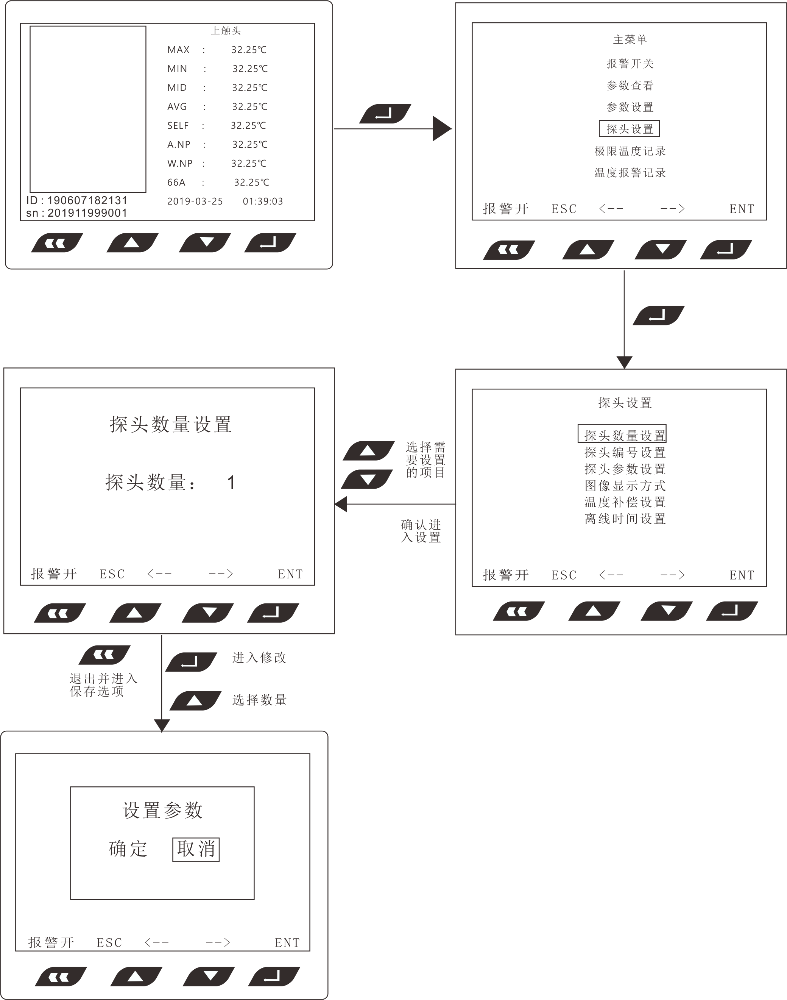 上触头
MAX : 32.25℃
MIN : 32.25℃
MID : 32.25℃
AVG : 32.25℃
SELF : 32.25℃
A.NP : 32.25℃
W.NP : 32.25℃
66A : 32.25℃
2019-03-25 01:39:03
ID : 190607182131
sn : 201911999001
主菜单
报警开关
参数查看
参数设置
探头设置
极限温度记录
温度报警记录
报警开 ESC <-- --> ENT
探头设置
探头数量设置
探头编号设置
探头参数设置
图像显示方式
温度补偿设置
离线时间设置
报警开 ESC <-- --> ENT
选择需
要设置
的项目
确认进
入设置
探头数量设置
探头数量： 1
报警开 ESC <-- --> ENT
退出并进入
保存选项
进入修改
选择数量
设置参数
确定 取消
报警开 ESC <-- --> ENT